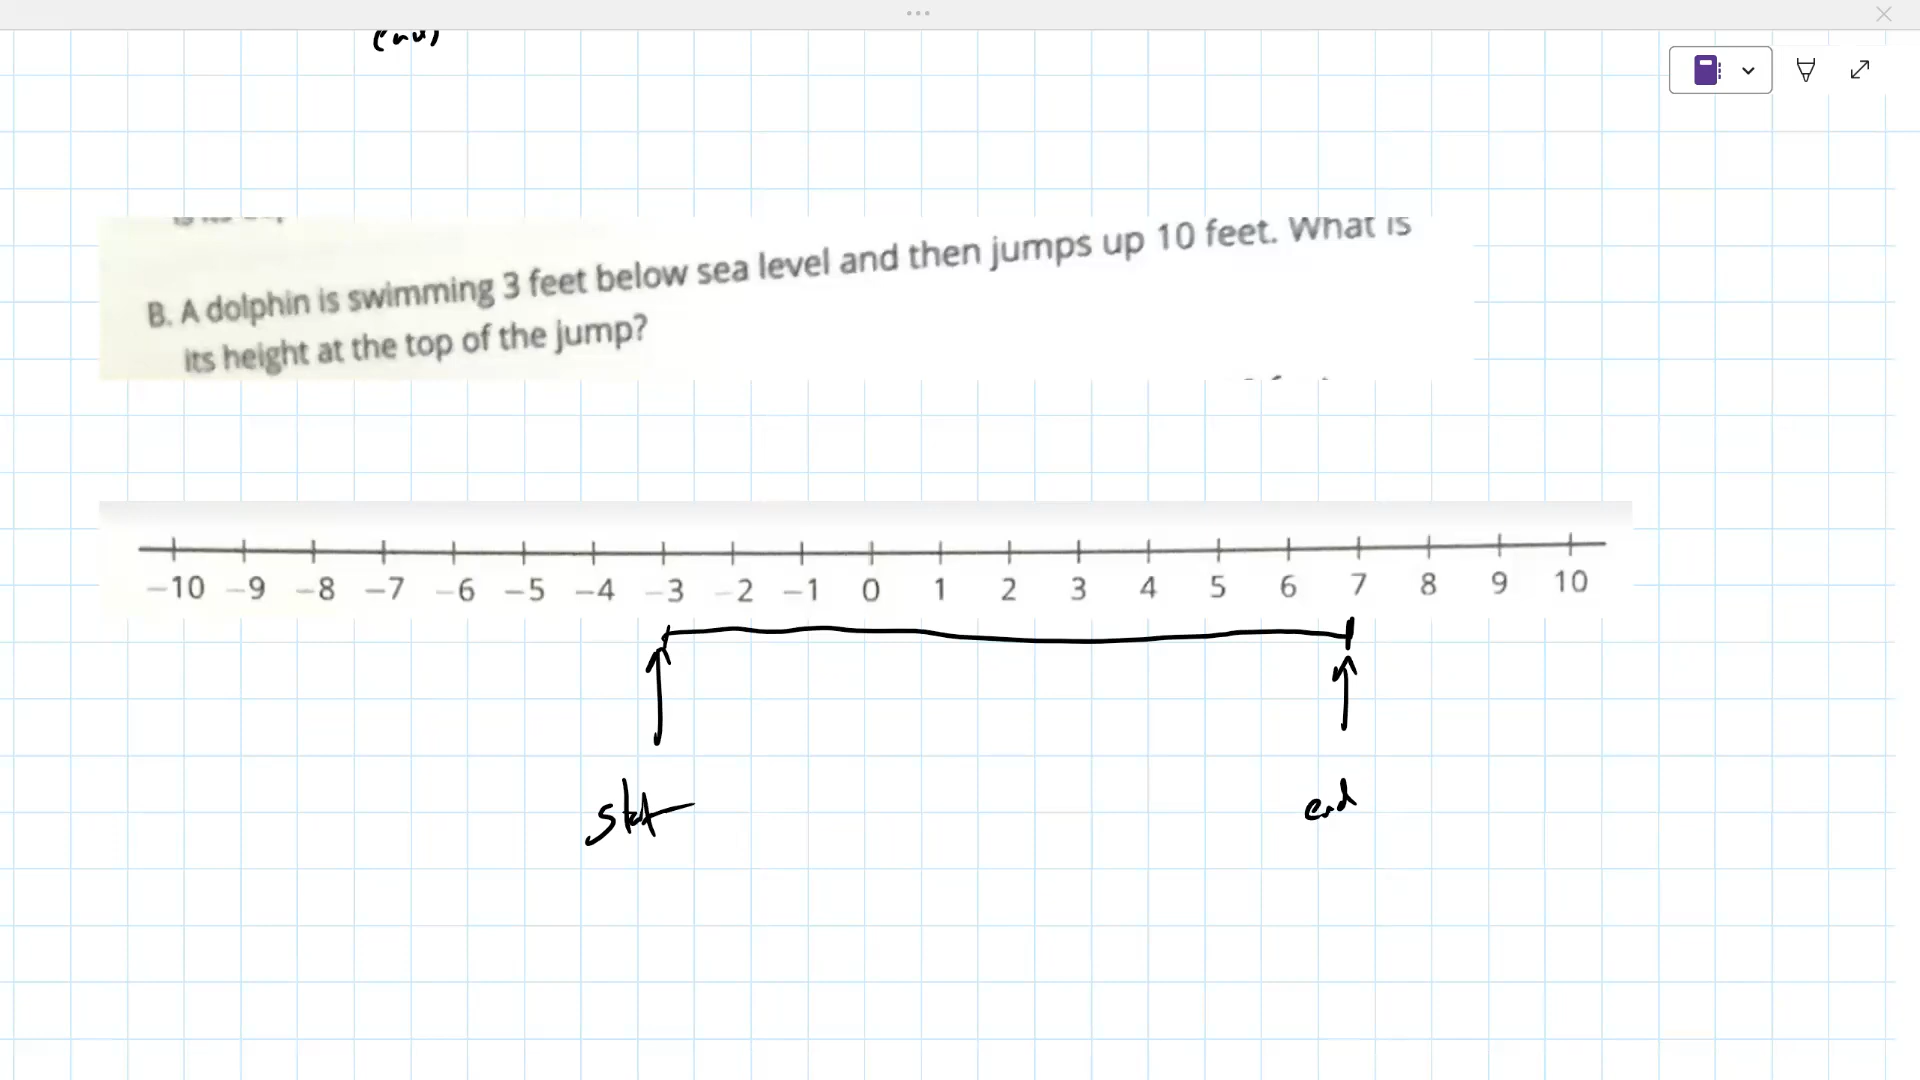 B. A dolphin is swimming 3 feet below sea level and then jumps up 10 feet. What is
its height at the top of the jump?
−10 −9 −8 −7 −6 −5 −4 −3 −2 −1 0 1 2 3 4 5 6 7 8 9 10
end